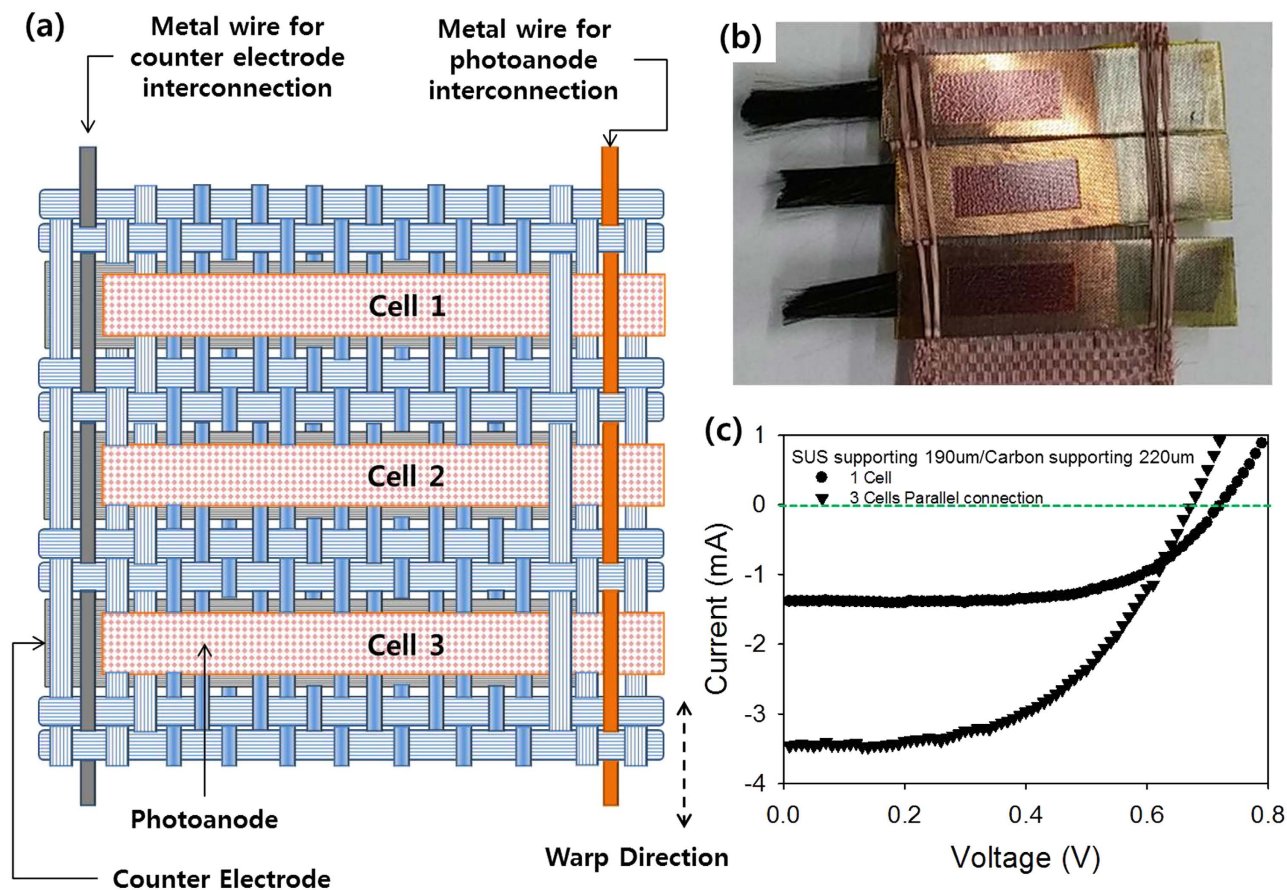 (a)
Metal wire for
counter electrode
interconnection
Metal wire for
photoanode
interconnection
Cell 1
Cell 2
Cell 3
Photoanode
Counter Electrode
Warp Direction
(b)
(c)
SUS supporting 190um/Carbon supporting 220um
1 Cell
3 Cells Parallel connection
Current (mA)
1
0
-1
-2
-3
-4
0.0 0.2 0.4 0.6 0.8
Voltage (V)